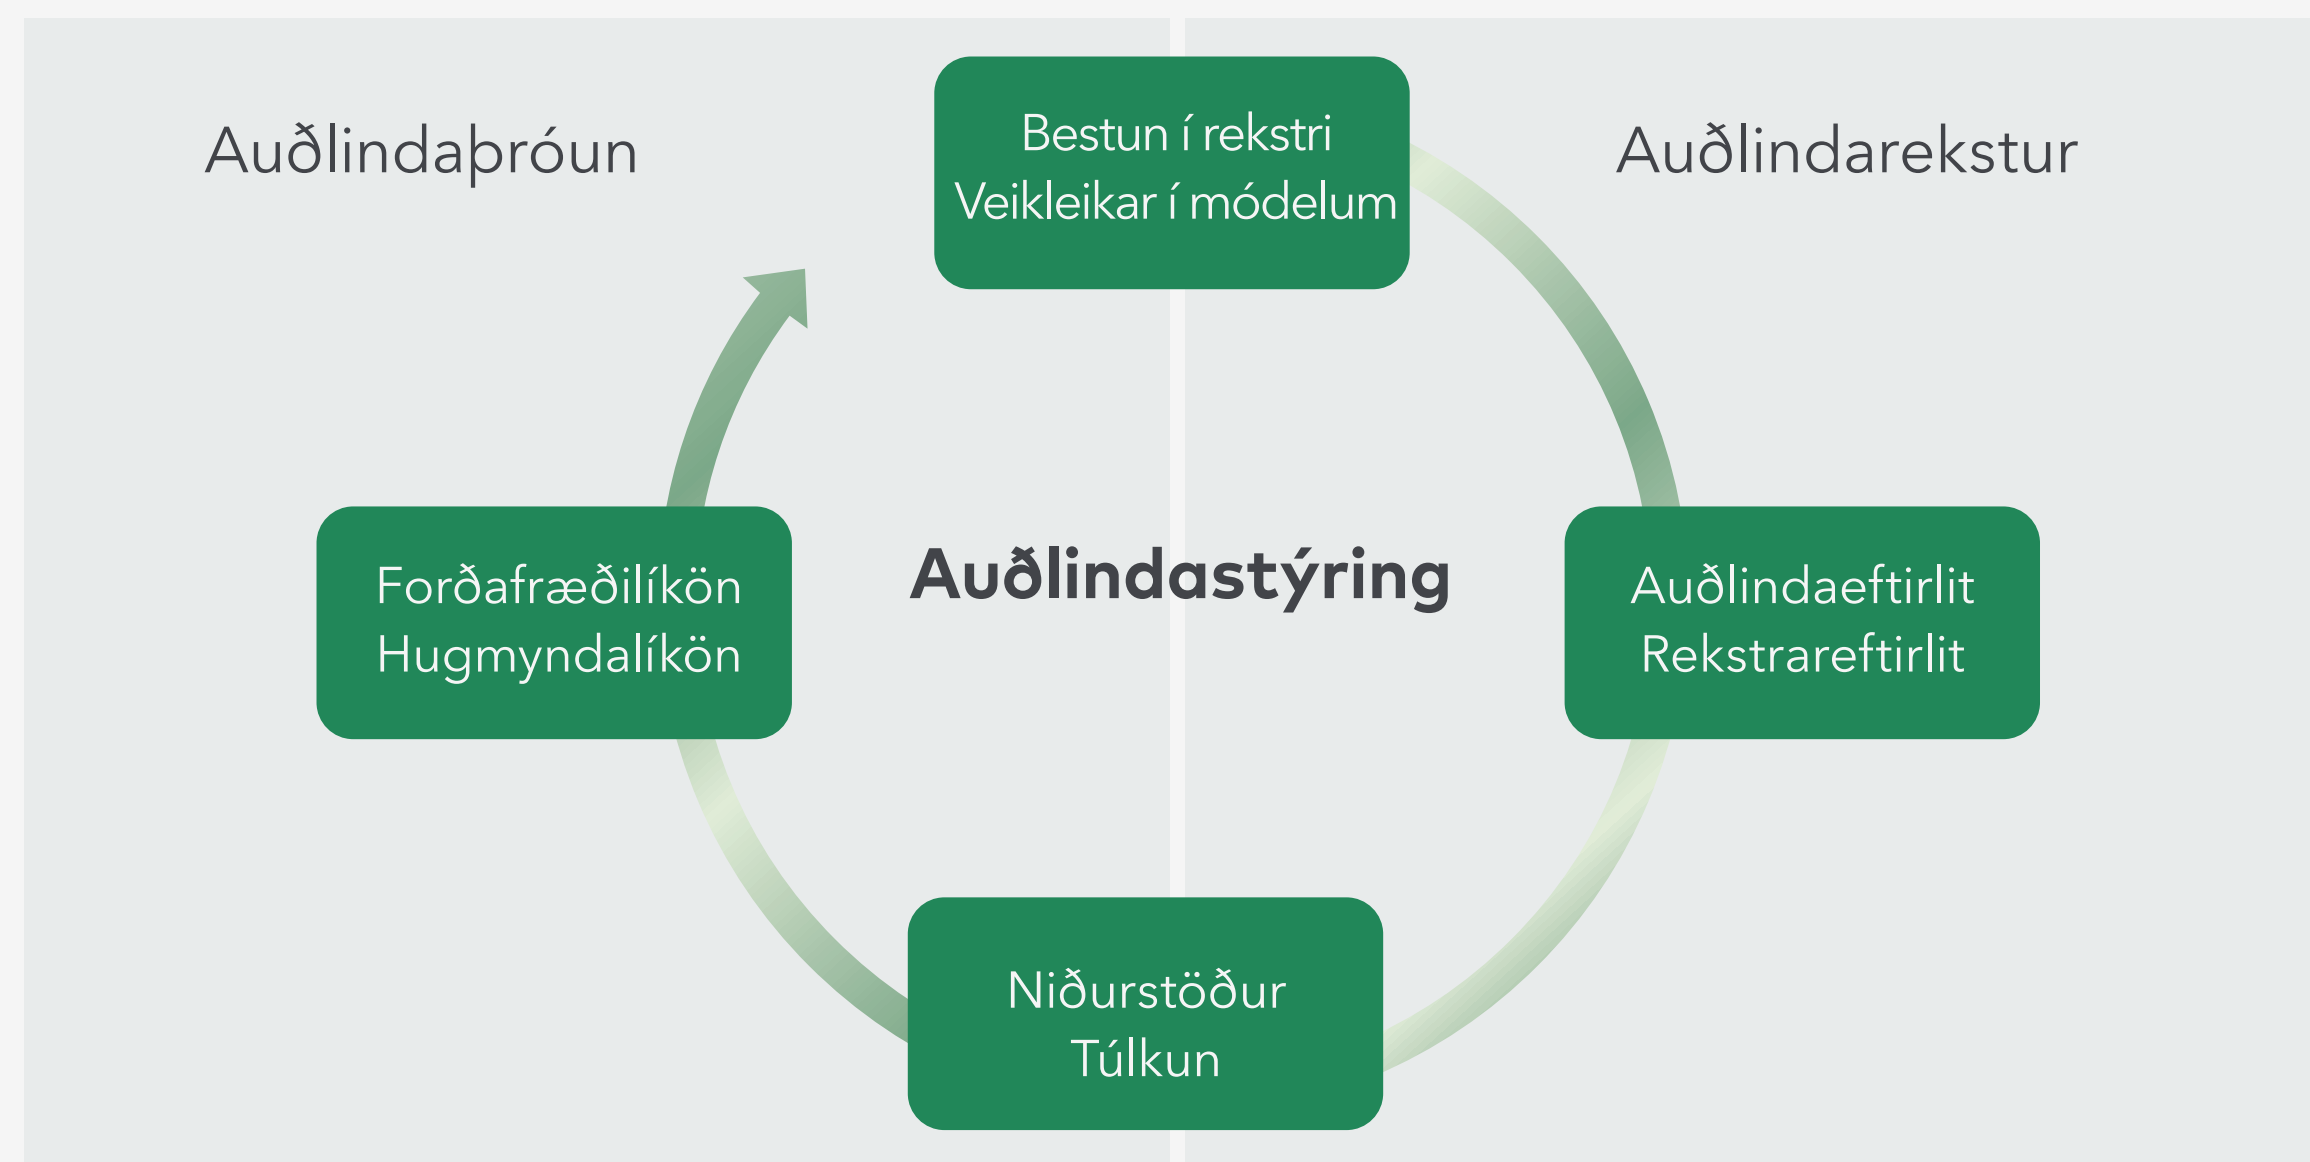 Auðlindaþróun
Auðlindarekstur
Bestun í rekstri
Veikleikar í módelum
Auðlindaeftirlit
Rekstrareftirlit
Niðurstöður
Túlkun
Forðafræðilíkön
Hugmyndalíkön
Auðlindastýring